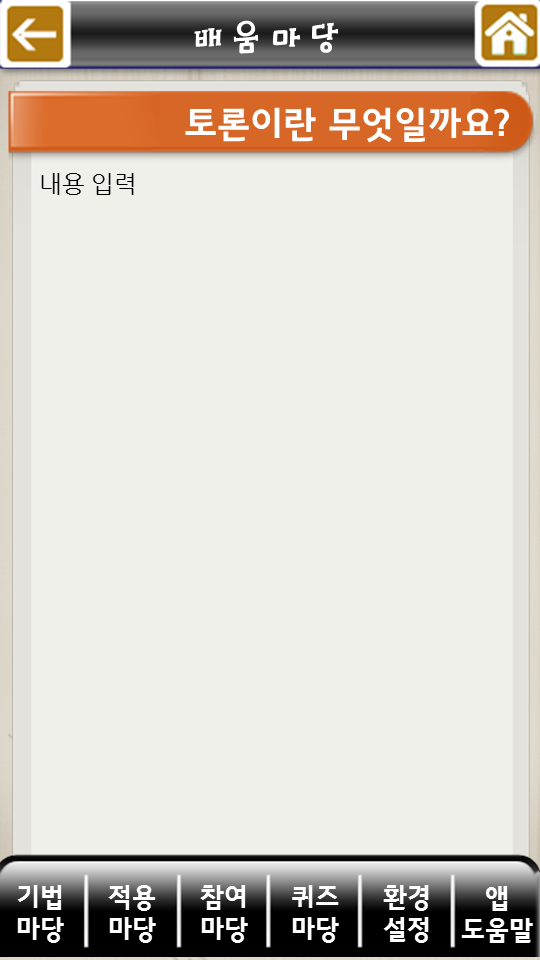 배움마당
토론이란 무엇일까요?
내용 입력
기법 적용 참여 퀴즈 환경 앱
마당 마당 마당 마당 설정 도움말